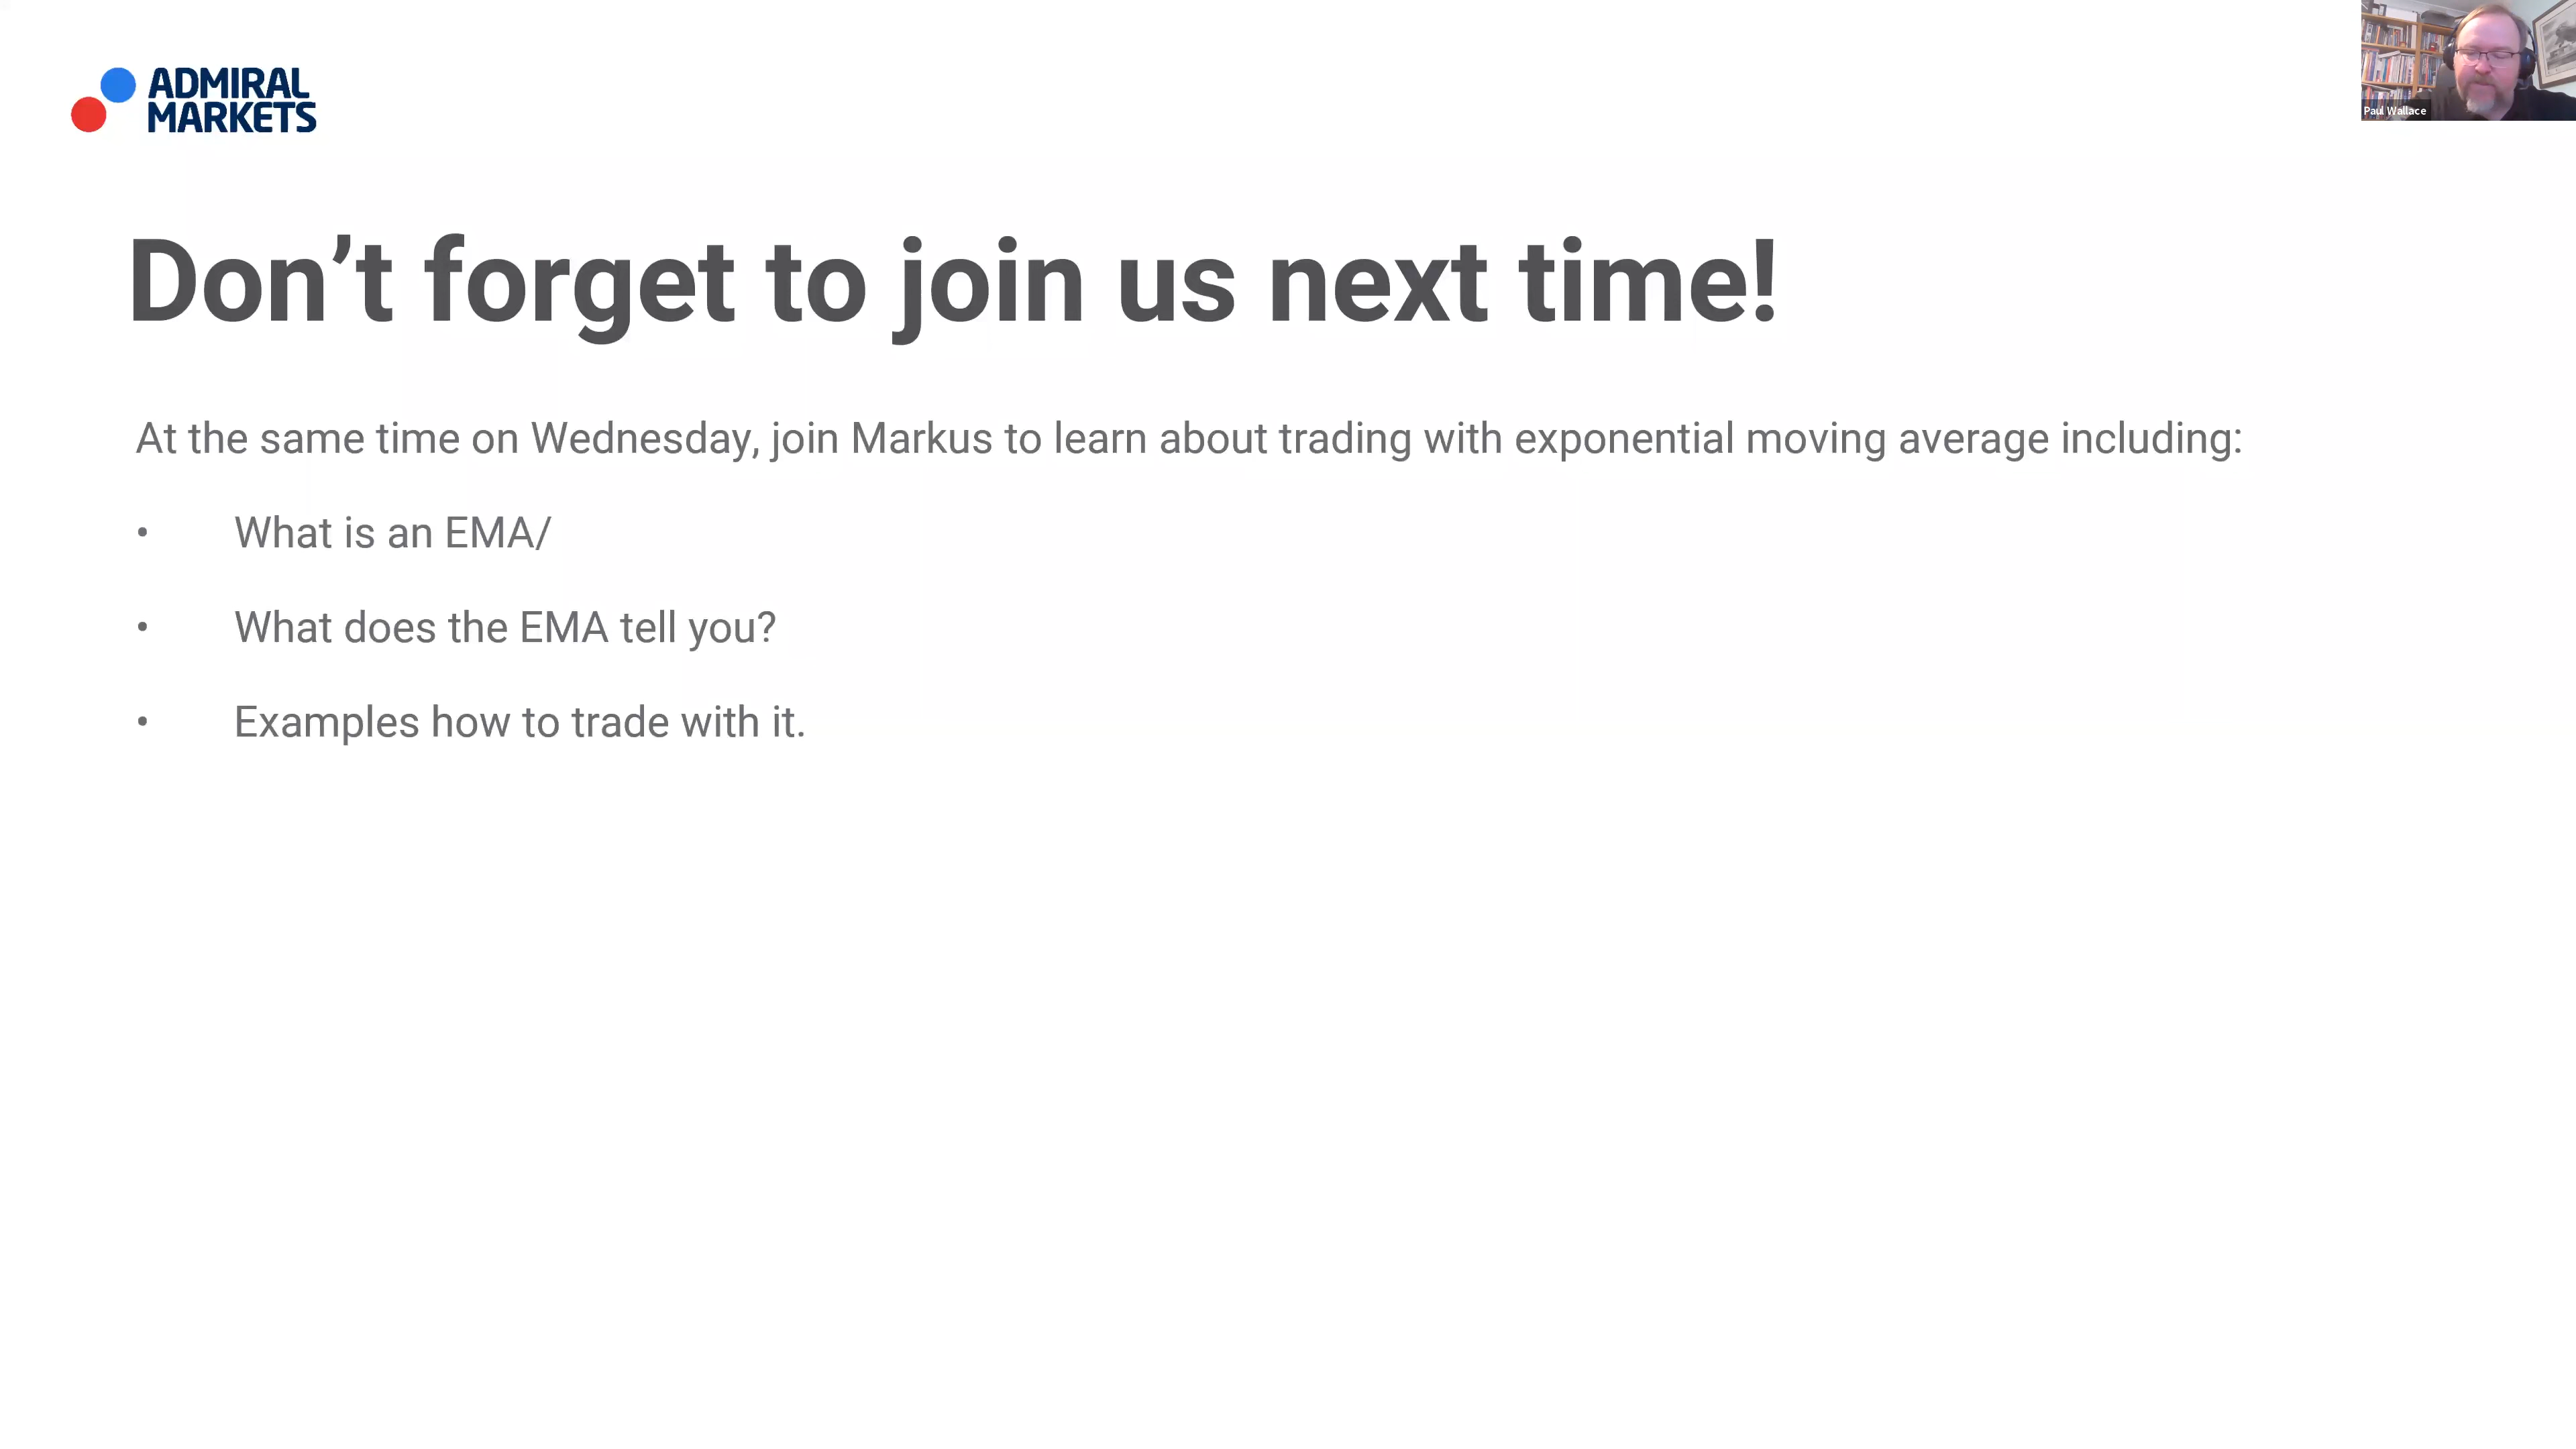 ADMIRAL
MARKETS
Paul Wallace
Don’t forget to join us next time!
At the same time on Wednesday, join Markus to learn about trading with exponential moving average including:
• What is an EMA/
• What does the EMA tell you?
• Examples how to trade with it.